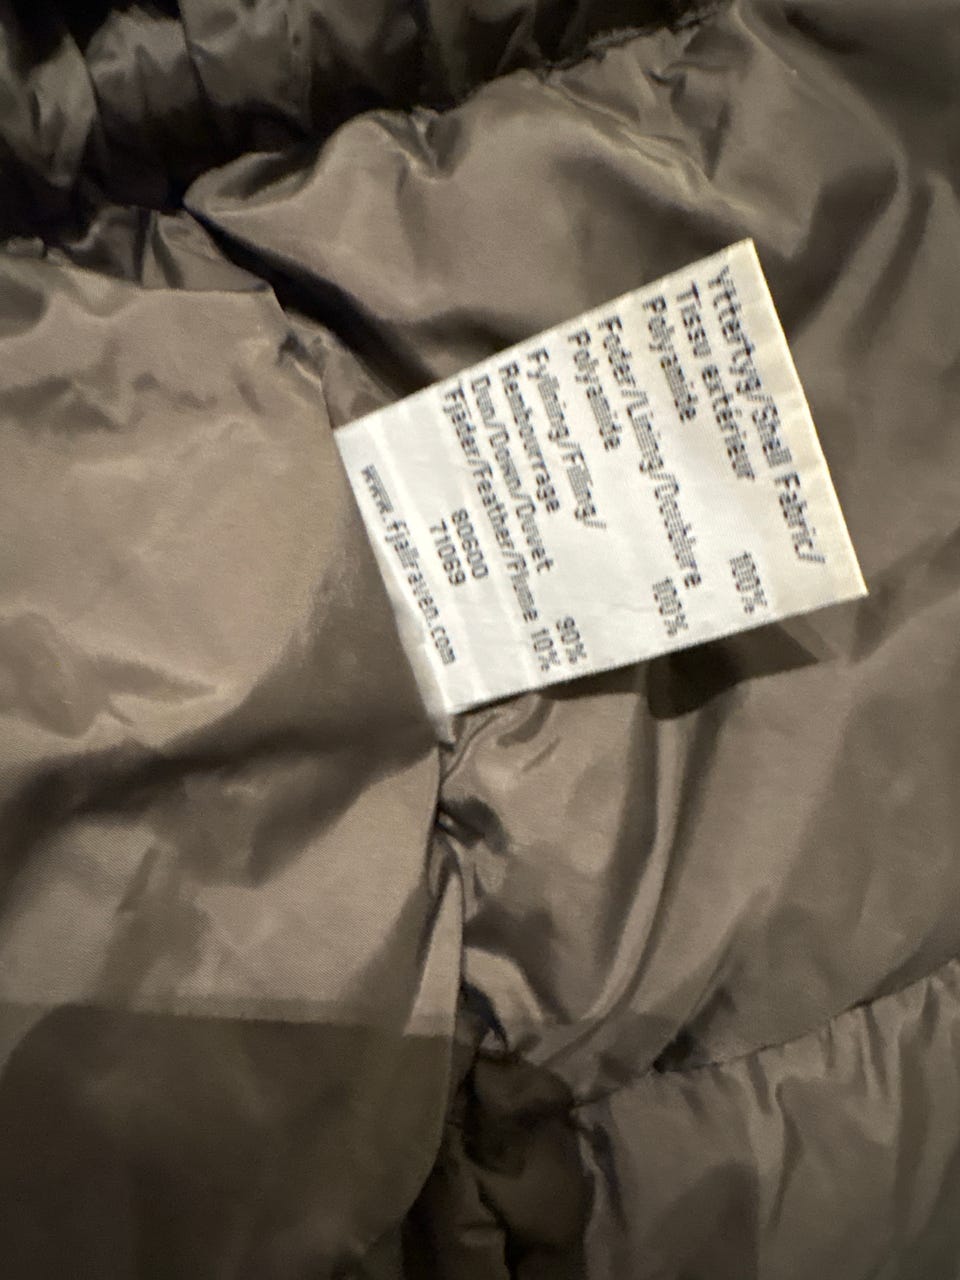 Yttertyg/Shell Fabric/
Tissu extérieur
Polyamide 100%
Foder/Lining/Doublure
Polyamide 100%
Fyllning/Filling/
Rembourrage
Dun/Down/Duvet 90%
Fjäder/Feather/Plume 10%
80600
71069
www.fjallraven.com